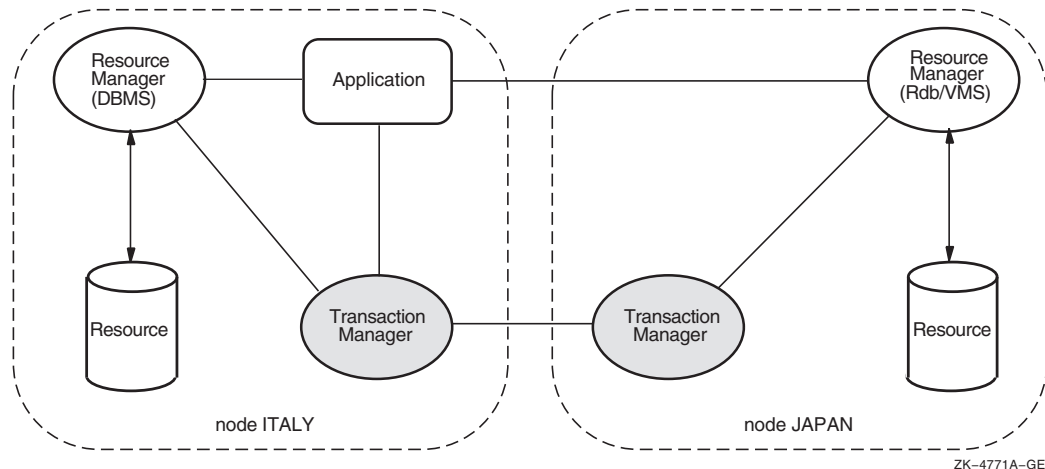 Resource
Manager
(DBMS)
Application
Resource
Manager
(Rdb/VMS)
Resource
Transaction
Manager
Transaction
Manager
Resource
node ITALY
node JAPAN
ZK–4771A–GE